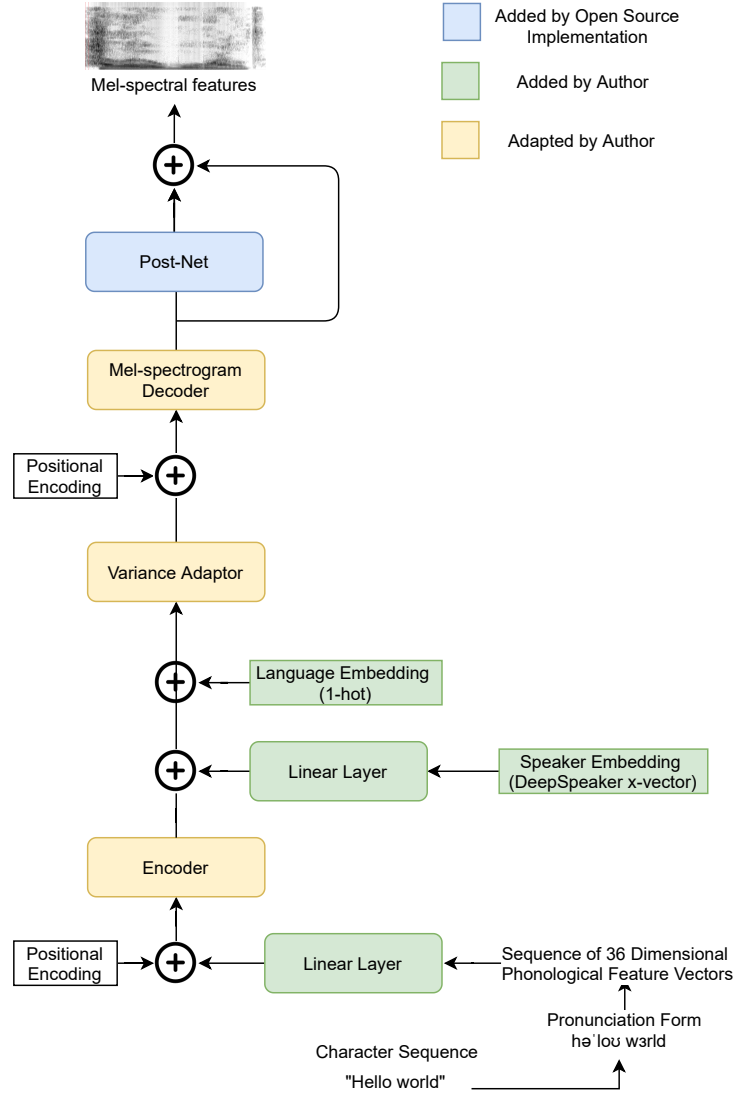 Added by Open Source
Implementation
Added by Author
Adapted by Author
Mel-spectral features
Post-Net
Mel-spectrogram
Decoder
Positional
Encoding
Variance Adaptor
Language Embedding
(1-hot)
Linear Layer
Speaker Embedding
(DeepSpeaker x-vector)
Encoder
Positional
Encoding
Linear Layer
Sequence of 36 Dimensional
Phonological Feature Vectors
Pronunciation Form
həˈloʊ wɜrld
Character Sequence
"Hello world"